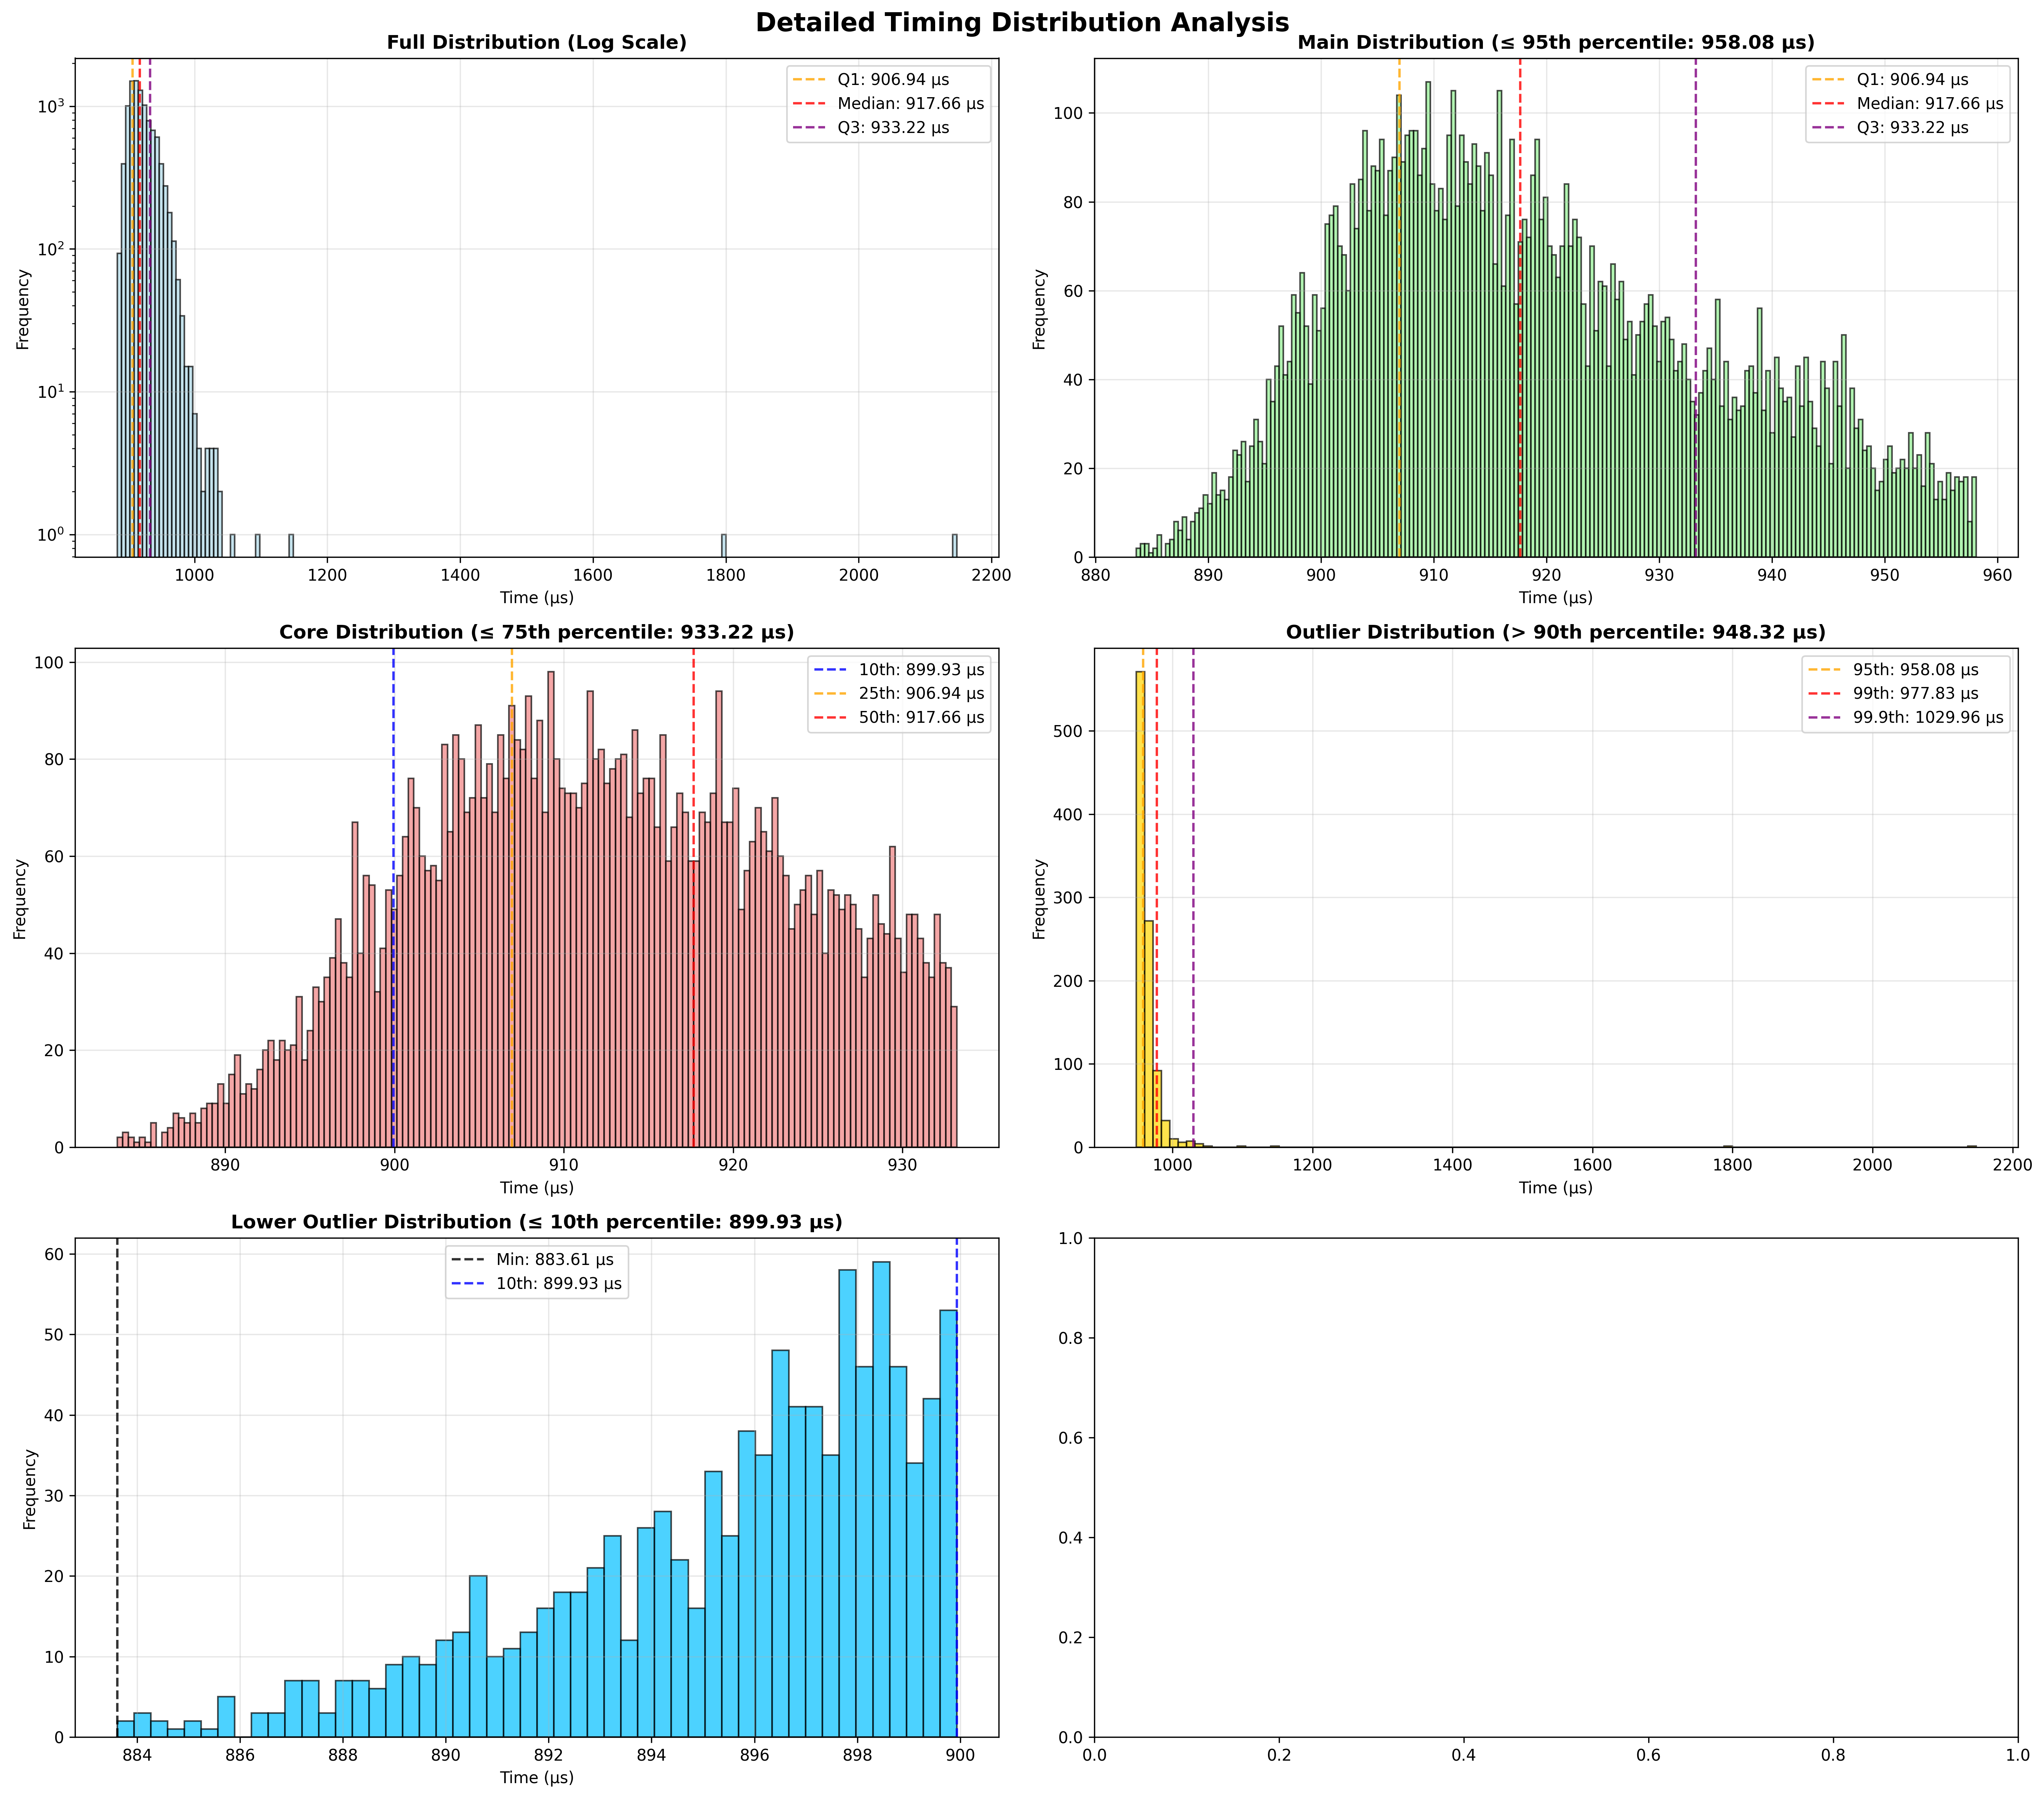 Detailed Timing Distribution Analysis
Full Distribution (Log Scale)
Frequency
10³
10²
10¹
10⁰
Q1: 906.94 µs
Median: 917.66 µs
Q3: 933.22 µs
1000 1200 1400 1600 1800 2000 2200
Time (µs)
Main Distribution (≤ 95th percentile: 958.08 µs)
Frequency
100
80
60
40
20
0
Q1: 906.94 µs
Median: 917.66 µs
Q3: 933.22 µs
880 890 900 910 920 930 940 950 960
Time (µs)
Core Distribution (≤ 75th percentile: 933.22 µs)
Frequency
100
80
60
40
20
0
10th: 899.93 µs
25th: 906.94 µs
50th: 917.66 µs
890 900 910 920 930
Time (µs)
Outlier Distribution (> 90th percentile: 948.32 µs)
Frequency
500
400
300
200
100
0
95th: 958.08 µs
99th: 977.83 µs
99.9th: 1029.96 µs
1000 1200 1400 1600 1800 2000 2200
Time (µs)
Lower Outlier Distribution (≤ 10th percentile: 899.93 µs)
Frequency
60
50
40
30
20
10
0
Min: 883.61 µs
10th: 899.93 µs
884 886 888 890 892 894 896 898 900
Time (µs)
1.0
0.8
0.6
0.4
0.2
0.0
0.0 0.2 0.4 0.6 0.8 1.0